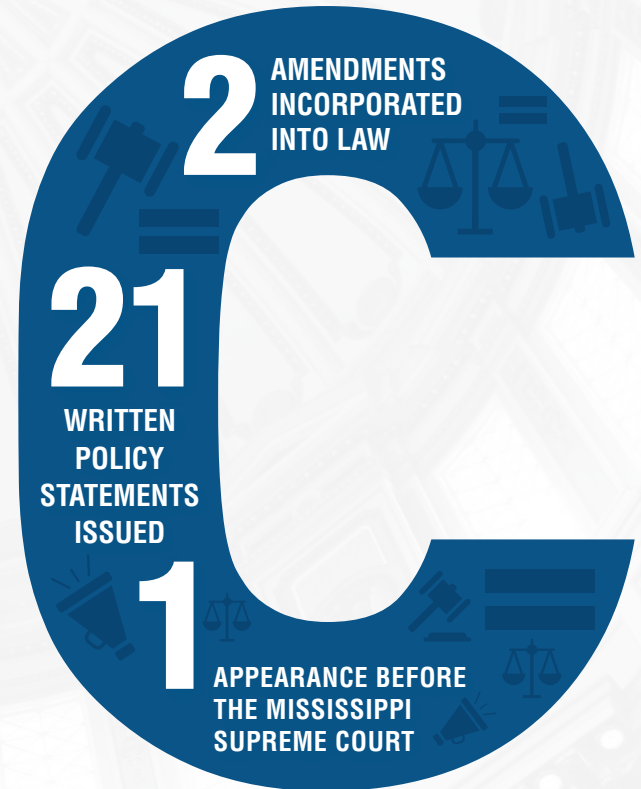 2
AMENDMENTS
INCORPORATED
INTO LAW
21
WRITTEN
POLICY
STATEMENTS
ISSUED
1
APPEARANCE BEFORE
THE MISSISSIPPI
SUPREME COURT